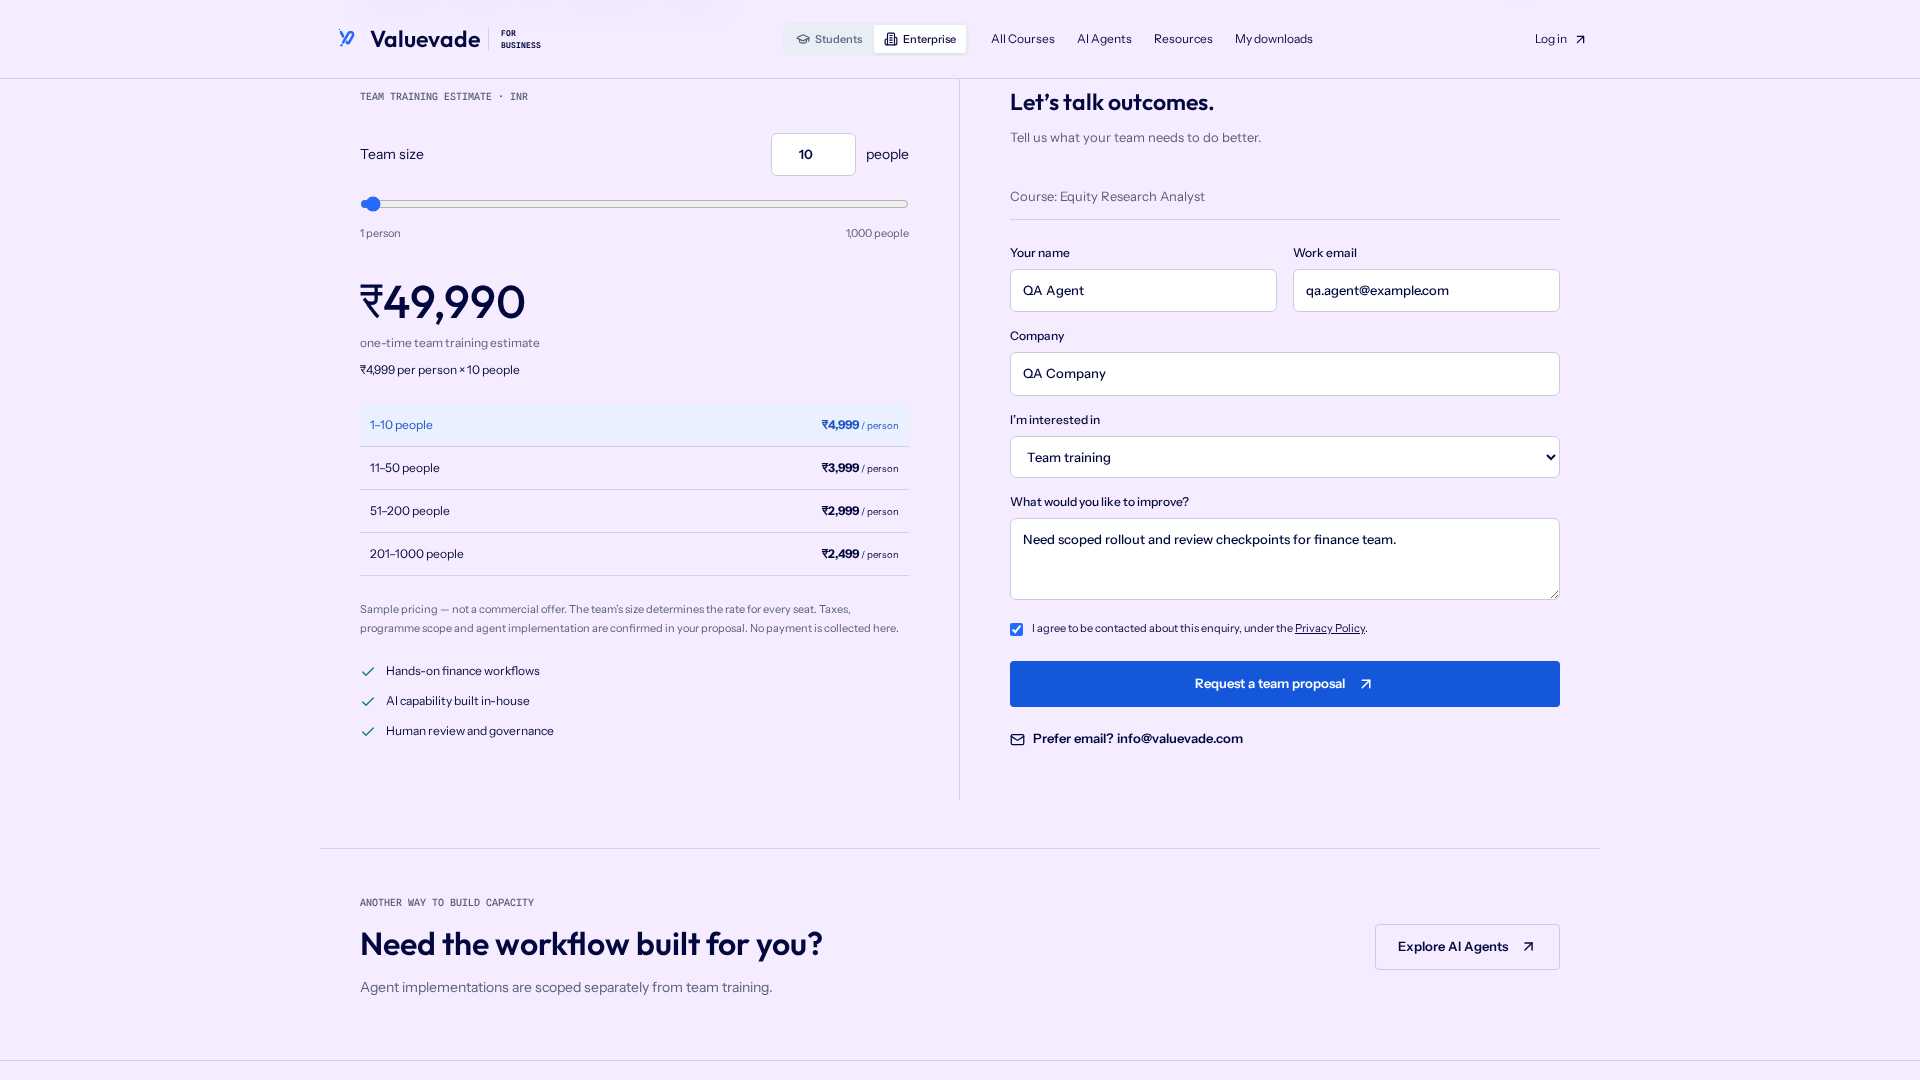 Valuevade
FOR
BUSINESS
Students
Enterprise
All Courses
AI Agents
Resources
My downloads
Log in
TEAM TRAINING ESTIMATE · INR
Team size
10
people
1 person
1,000 people
₹49,990
one-time team training estimate
₹4,999 per person × 10 people
1–10 people
₹4,999 / person
11–50 people
₹3,999 / person
51–200 people
₹2,999 / person
201–1000 people
₹2,499 / person
Sample pricing — not a commercial offer. The team’s size determines the rate for every seat. Taxes,
programme scope and agent implementation are confirmed in your proposal. No payment is collected here.
Hands-on finance workflows
AI capability built in-house
Human review and governance
Let’s talk outcomes.
Tell us what your team needs to do better.
Course: Equity Research Analyst
Your name
Work email
QA Agent
qa.agent@example.com
Company
QA Company
I’m interested in
Team training
What would you like to improve?
Need scoped rollout and review checkpoints for finance team.
I agree to be contacted about this enquiry, under the Privacy Policy.
Request a team proposal
Prefer email? info@valuevade.com
ANOTHER WAY TO BUILD CAPACITY
Need the workflow built for you?
Agent implementations are scoped separately from team training.
Explore AI Agents